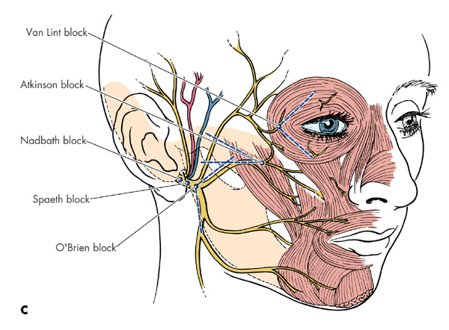 Van Lint block
Atkinson block
Nadbath block
Spaeth block
O'Brien block
C